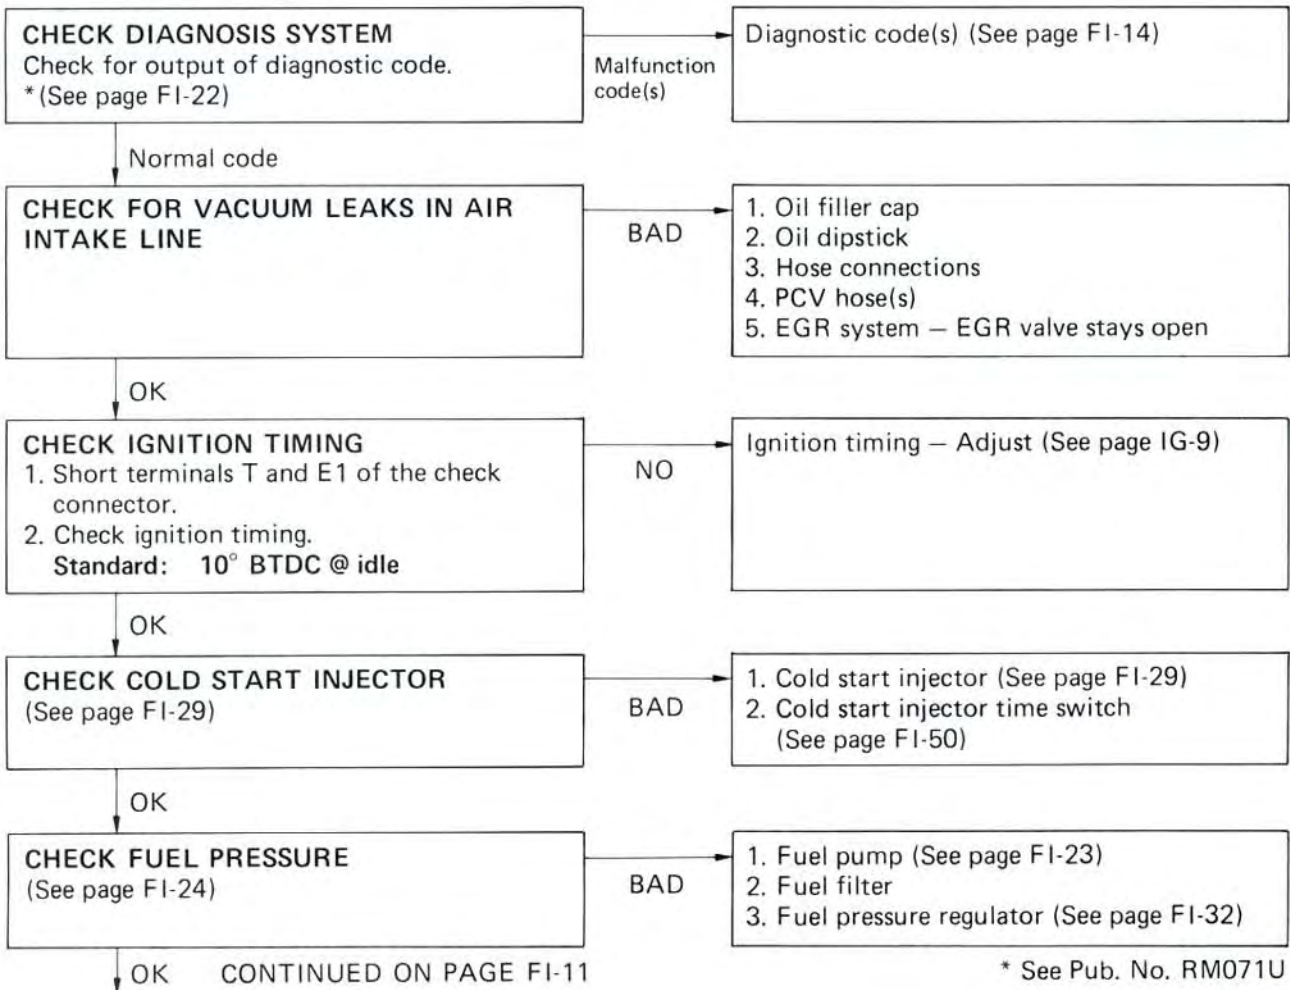 CHECK DIAGNOSIS SYSTEM
Check for output of diagnostic code.
*(See page FI-22)
Malfunction
code(s)
Diagnostic code(s) (See page FI-14)
Normal code
CHECK FOR VACUUM LEAKS IN AIR
INTAKE LINE
BAD
1. Oil filler cap
2. Oil dipstick
3. Hose connections
4. PCV hose(s)
5. EGR system — EGR valve stays open
OK
CHECK IGNITION TIMING
1. Short terminals T and E1 of the check
connector.
2. Check ignition timing.
Standard: 10° BTDC @ idle
NO
Ignition timing — Adjust (See page IG-9)
OK
CHECK COLD START INJECTOR
(See page FI-29)
BAD
1. Cold start injector (See page FI-29)
2. Cold start injector time switch
(See page FI-50)
OK
CHECK FUEL PRESSURE
(See page FI-24)
BAD
1. Fuel pump (See page FI-23)
2. Fuel filter
3. Fuel pressure regulator (See page FI-32)
OK
CONTINUED ON PAGE FI-11
* See Pub. No. RM071U